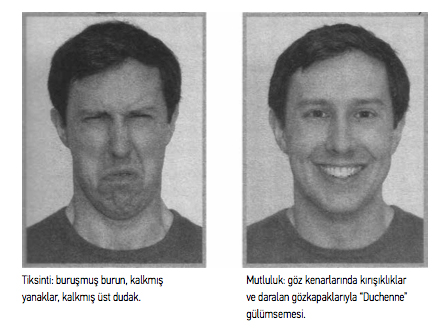 Tiksinti: buruşmuş burun, kalkmış
yanaklar, kalkmış üst dudak.
Mutluluk: göz kenarlarında kırışıklıklar
ve daralan gözkapaklarıyla “Duchenne”
gülümsemesi.